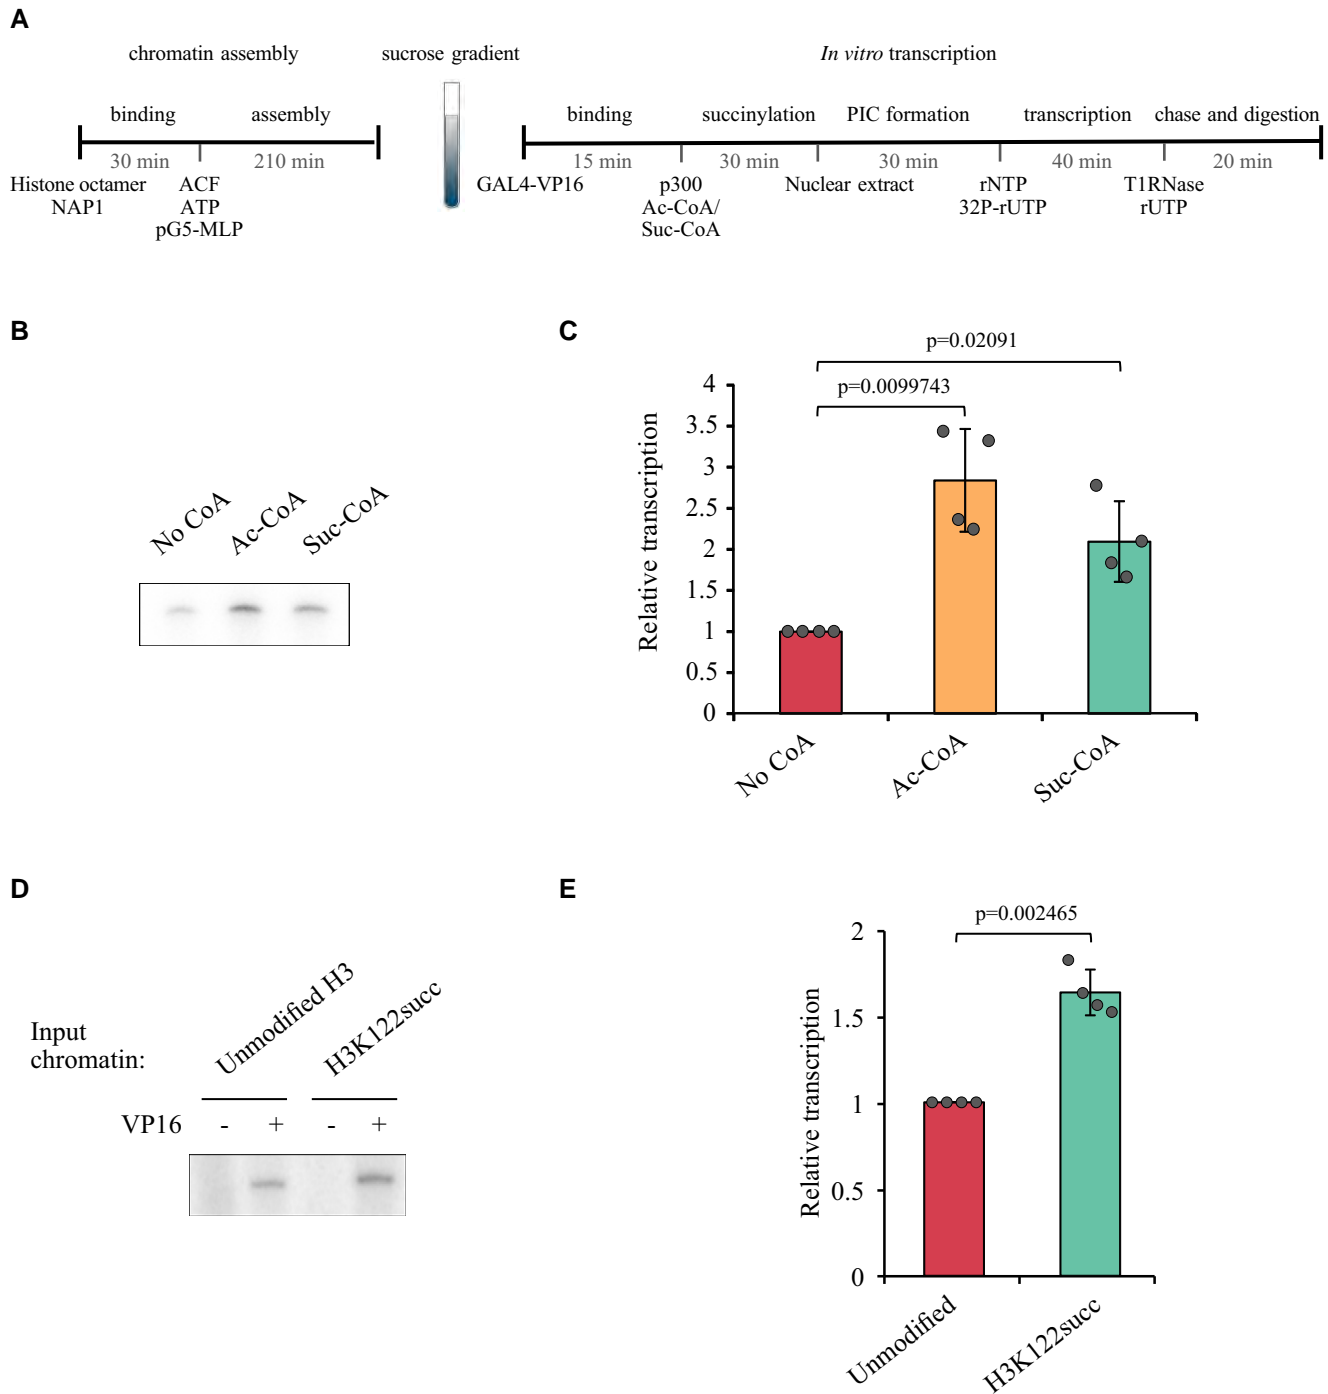 A
chromatin assembly
sucrose gradient
In vitro transcription
binding
assembly
binding
succinylation
PIC formation
transcription
chase and digestion
30 min
210 min
15 min
30 min
30 min
40 min
20 min
Histone octamer
NAP1
ACF
ATP
pG5-MLP
GAL4-VP16
p300
Ac-CoA/
Suc-CoA
Nuclear extract
rNTP
32P-rUTP
T1RNase
rUTP
B
No CoA
Ac-CoA
Suc-CoA
C
p=0.02091
p=0.0099743
Relative transcription
4
3.5
3
2.5
2
1.5
1
0.5
0
No CoA
Ac-CoA
Suc-CoA
D
Input
chromatin:
Unmodified H3
H3K122succ
VP16 - + - +
E
p=0.002465
Relative transcription
2
1.5
1
0.5
0
Unmodified
H3K122succ